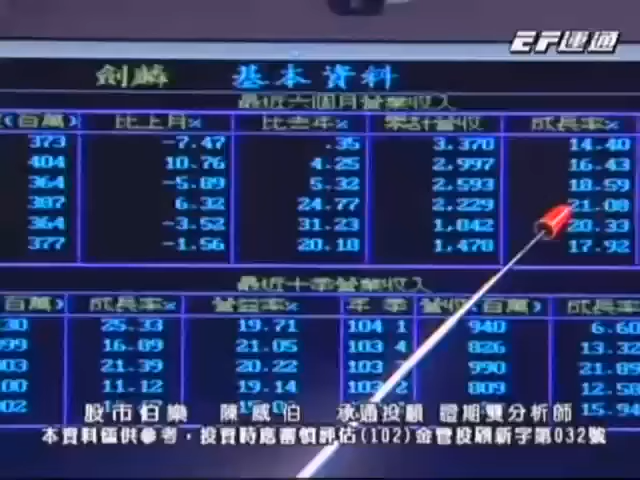 EF運通
劍麟 基本資料
最近六個月營業收入
(百萬) 比上月% 比去年% 累計營收 成長率%
373 -7.47 .35 3,370 14.40
404 10.76 4.25 2,997 16.43
364 -5.89 5.32 2,593 18.59
387 6.32 24.77 2,229 21.08
364 -3.52 31.23 1,842 20.33
377 -1.56 20.18 1,478 17.92
最近十季營業收入
百萬) 成長率% 營益率% 年 季 營收(百萬) 成長率
30 25.33 19.71 104 1 940 6.60
99 16.89 21.05 103 4 826 13.32
03 21.39 20.22 103 990 21.89
00 11.12 19.14 103 2 809 12.58
02 15.94
股市伯樂 陳威伯 承通投顧 證期雙分析師
本資料僅供參考，投資時應審慎評估(102)金管投顧新字第032號